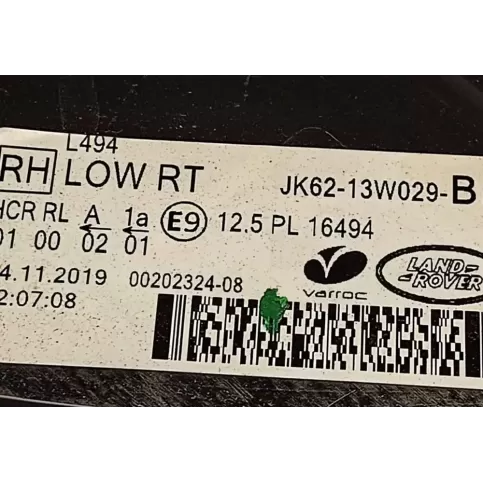 L494
RH LOW RT JK62-13W029-B
HCR RL A 1a E9 12.5 PL 16494
01 00 02 01
4.11.2019 00202324-08
2:07:08
varroc
LAND-
-ROVER